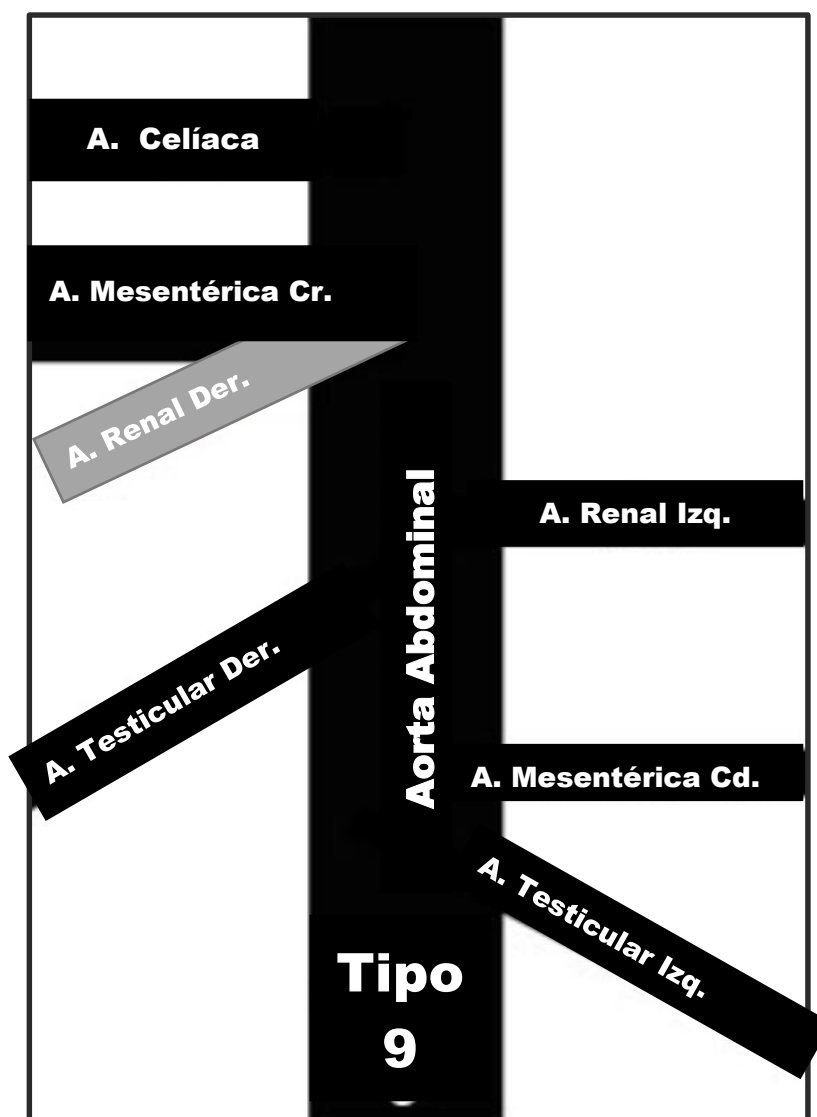 A. Celíaca
A. Mesentérica Cr.
A. Renal Der.
A. Renal Izq.
Aorta Abdominal
A. Testicular Der.
A. Mesentérica Cd.
A. Testicular Izq.
Tipo
9